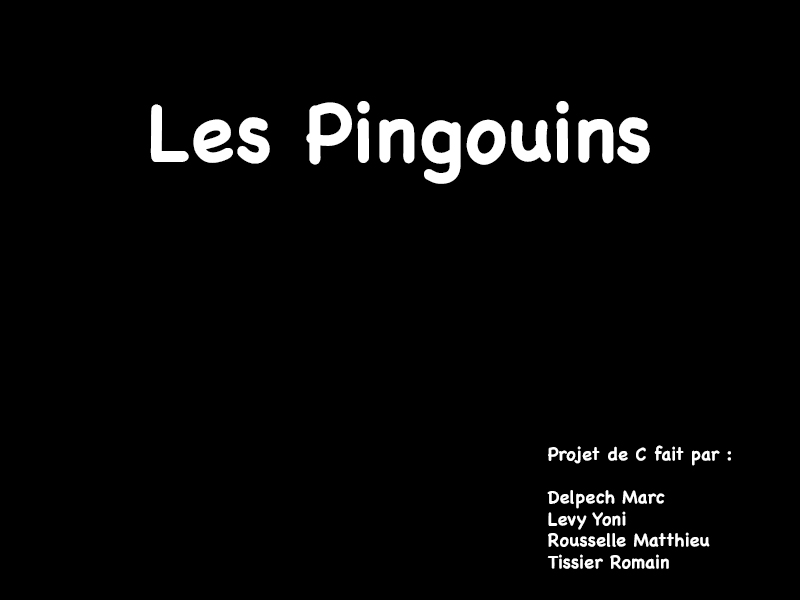 Les Pingouins
Projet de C fait par :
Delpech Marc
Levy Yoni
Rousselle Matthieu
Tissier Romain